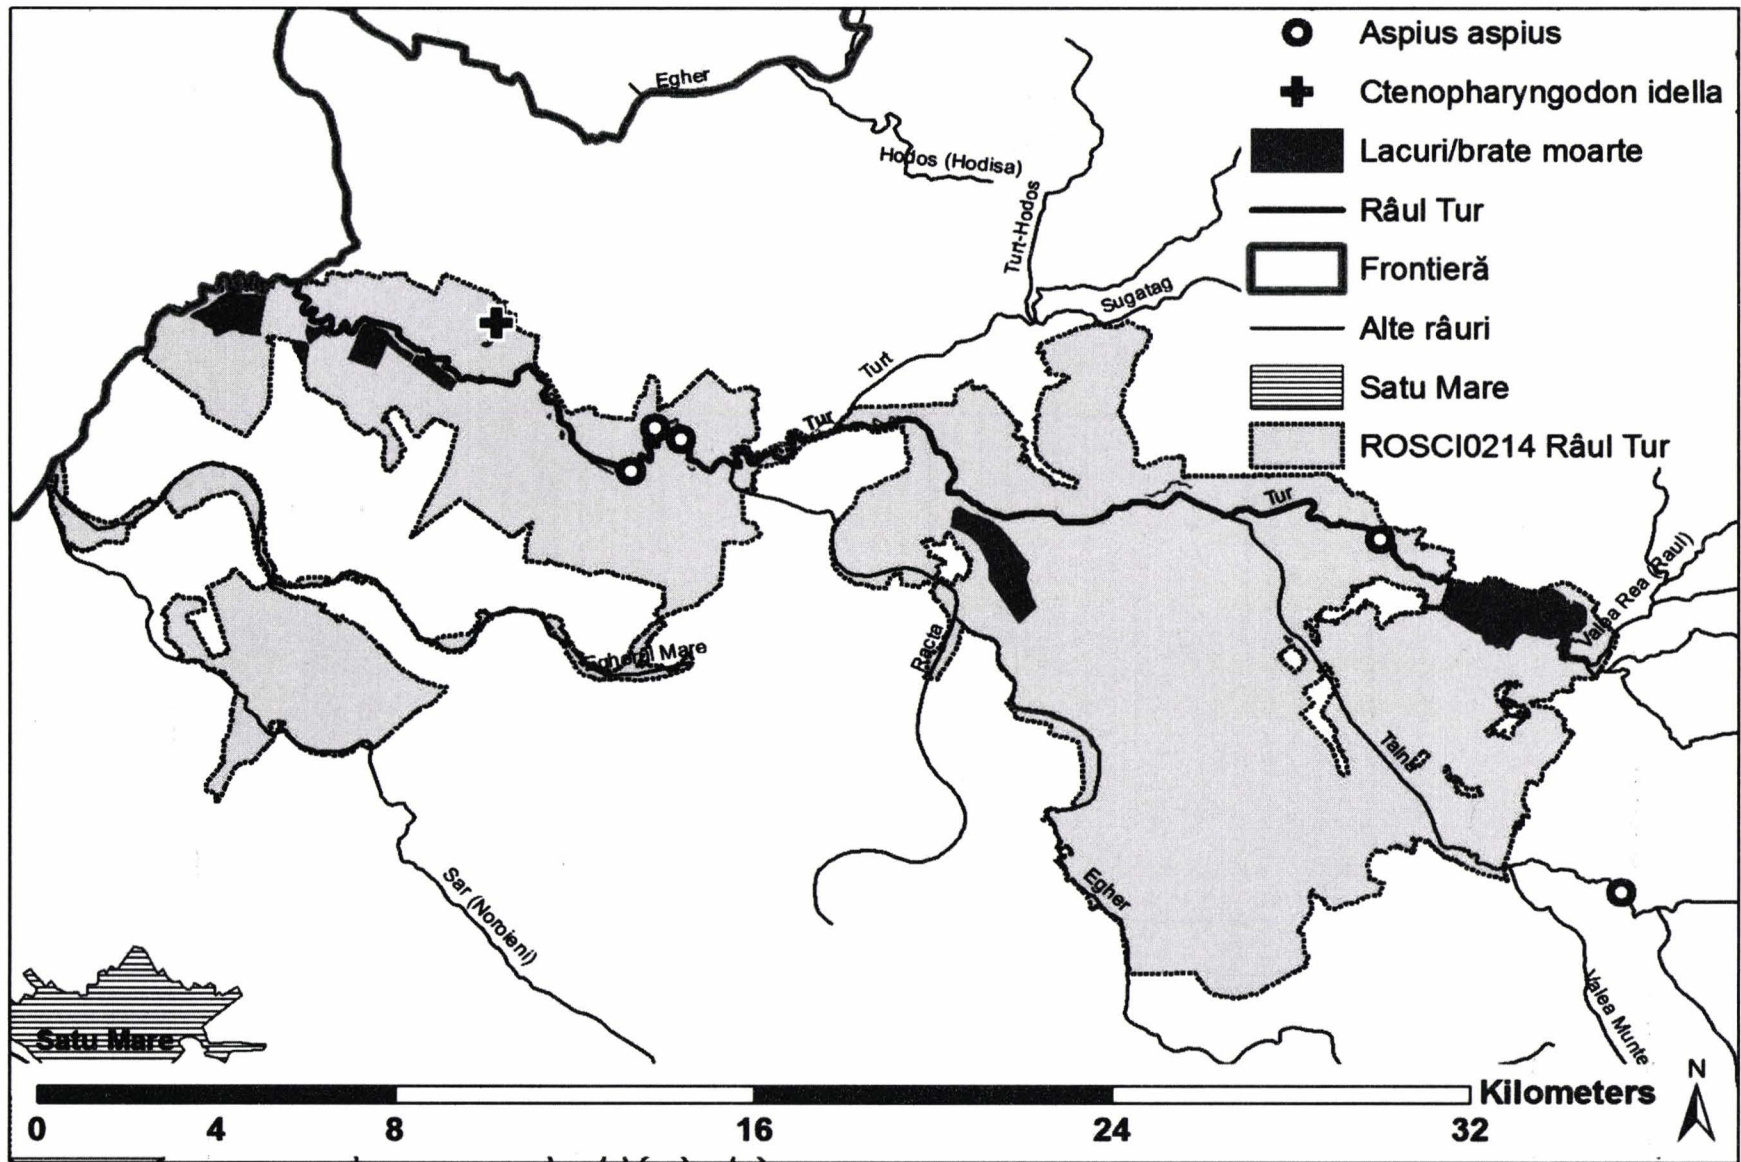 Aspius aspius
Ctenopharyngodon idella
Lacuri/brate moarte
Râul Tur
Frontieră
Alte râuri
Satu Mare
ROSCI0214 Râul Tur
Egher
Hodos (Hodisa)
Turt-Hodos
Sugatag
Turt
Tur
Tur
Valea Rea (Raul)
Egherul Mare
Racta
Talna
Egher
Sar (Noroieni)
Valea Munte
Satu Mare
N
Kilometers
0 4 8 16 24 32